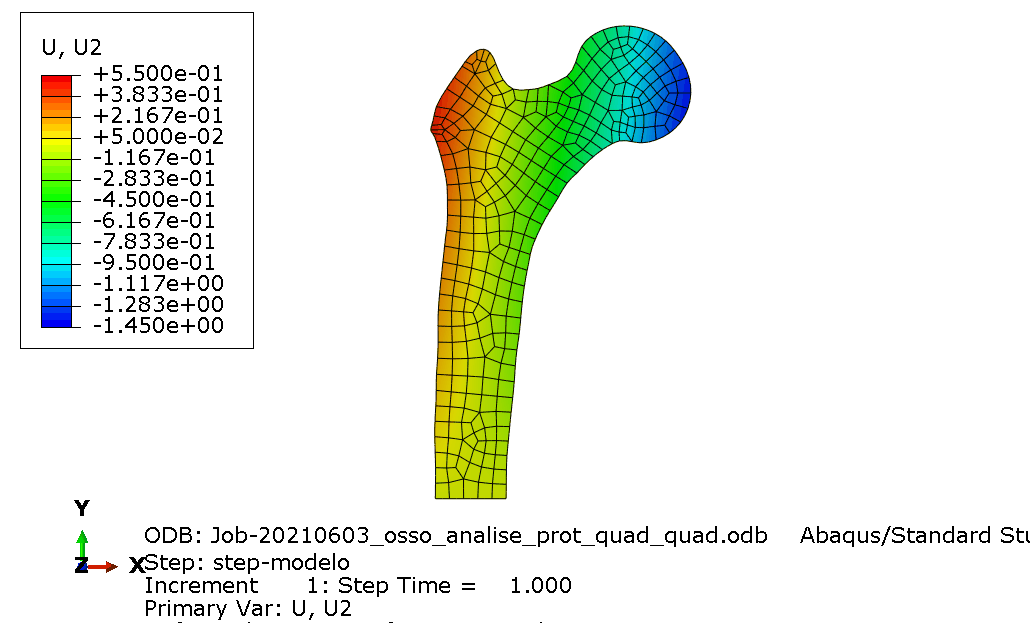 U, U2
+5.500e-01
+3.833e-01
+2.167e-01
+5.000e-02
-1.167e-01
-2.833e-01
-4.500e-01
-6.167e-01
-7.833e-01
-9.500e-01
-1.117e+00
-1.283e+00
-1.450e+00
Y
Z
X
ODB: Job-20210603_osso_analise_prot_quad_quad.odb Abaqus/Standard Stu
Step: step-modelo
Increment 1: Step Time = 1.000
Primary Var: U, U2